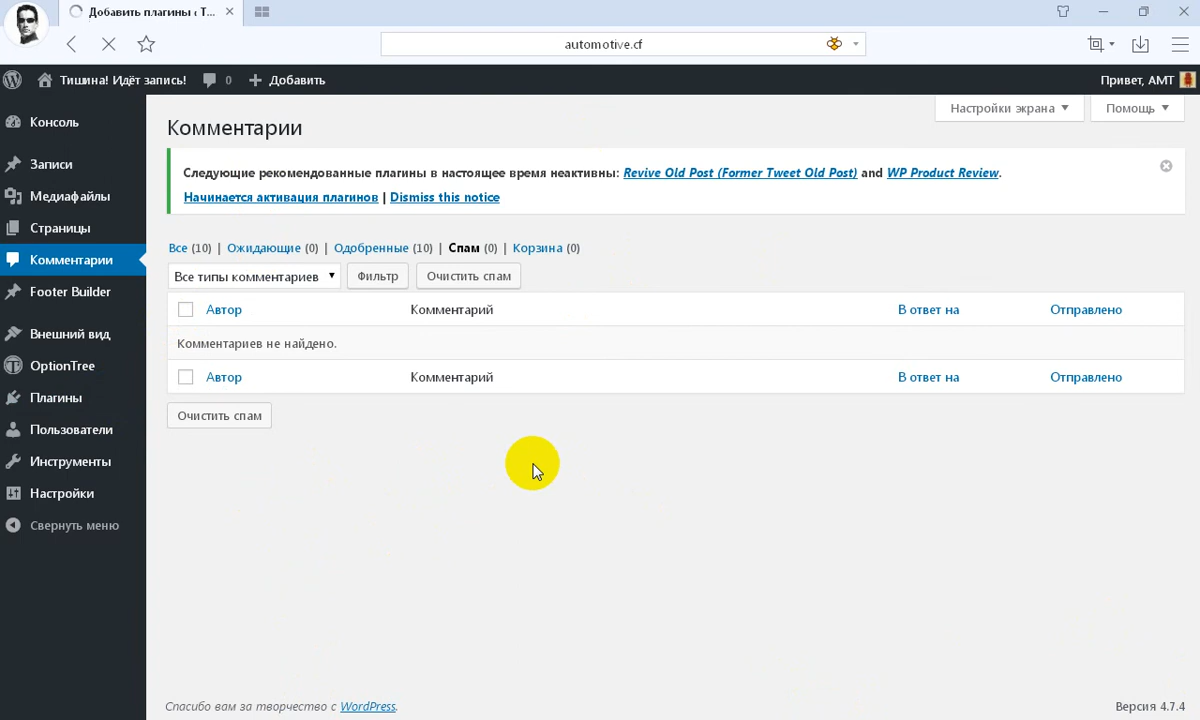 Добавить плагины ‹ Т...
automotive.cf
Тишина! Идёт запись!
0
Добавить
Привет, АМТ
Консоль
Записи
Медиафайлы
Страницы
Комментарии
Footer Builder
Внешний вид
OptionTree
Плагины
Пользователи
Инструменты
Настройки
Свернуть меню
Настройки экрана
Помощь
Комментарии
Следующие рекомендованные плагины в настоящее время неактивны: Revive Old Post (Former Tweet Old Post) and WP Product Review.
Начинается активация плагинов | Dismiss this notice
Все (10) | Ожидающие (0) | Одобренные (10) | Спам (0) | Корзина (0)
Все типы комментариев Фильтр Очистить спам
Автор Комментарий В ответ на Отправлено
Комментариев не найдено.
Автор Комментарий В ответ на Отправлено
Очистить спам
Спасибо вам за творчество с WordPress.
Версия 4.7.4